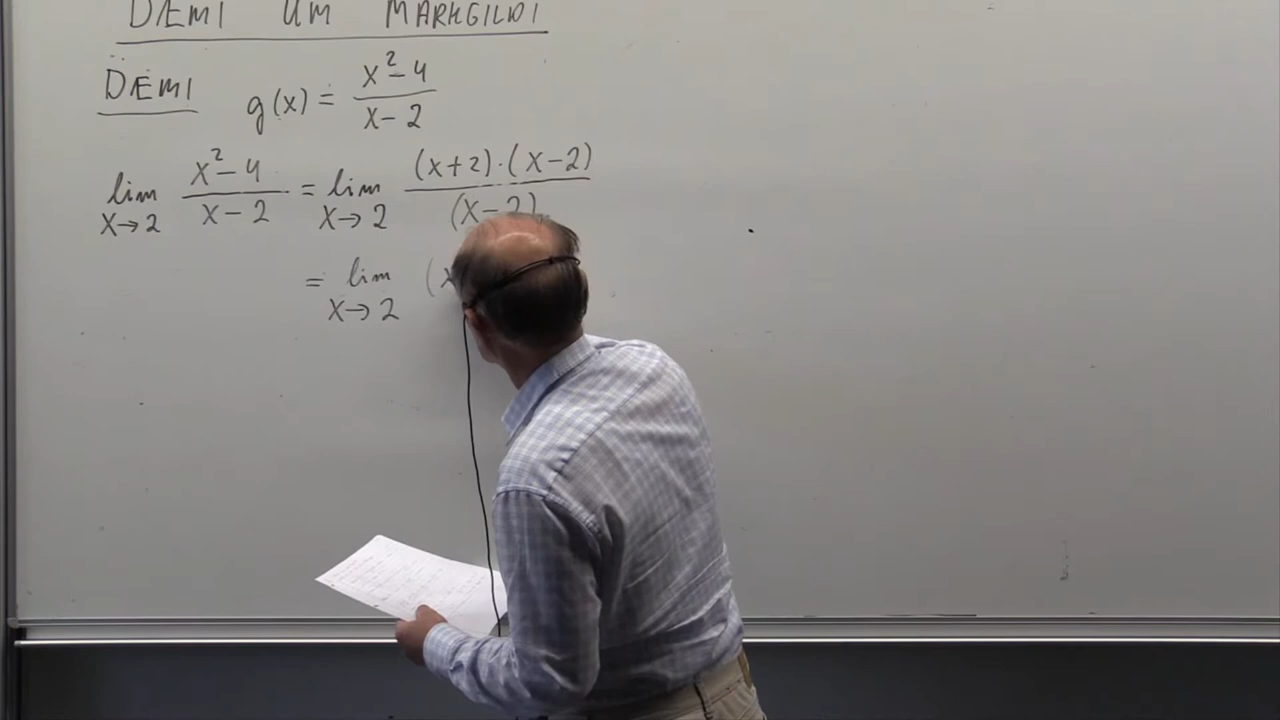 DÆMI UM MARKGILDI
DÆMI g(x) = x²-4 / x-2
lim x→2 x²-4 / x-2 = lim x→2 (x+2)·(x-2) / (x-2)
= lim x→2 (x